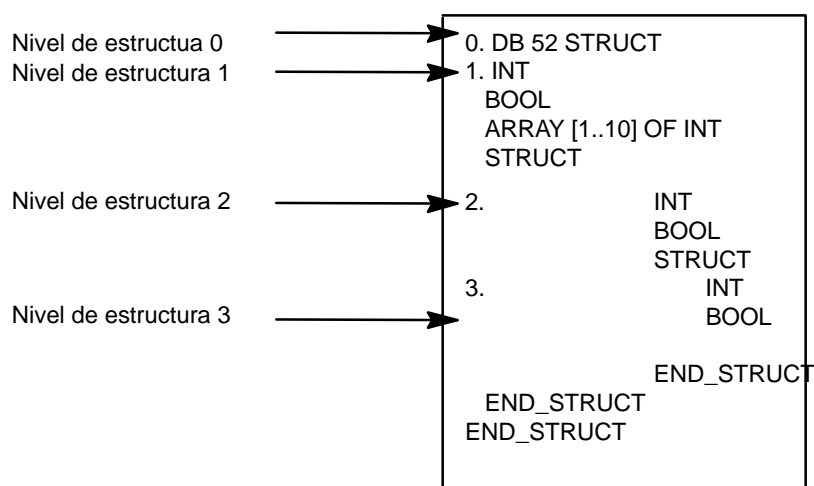 Nivel de estructua 0
0. DB 52 STRUCT
Nivel de estructura 1
1. INT
BOOL
ARRAY [1..10] OF INT
STRUCT
Nivel de estructura 2
2. INT
BOOL
STRUCT
3. INT
Nivel de estructura 3
BOOL
END_STRUCT
END_STRUCT
END_STRUCT